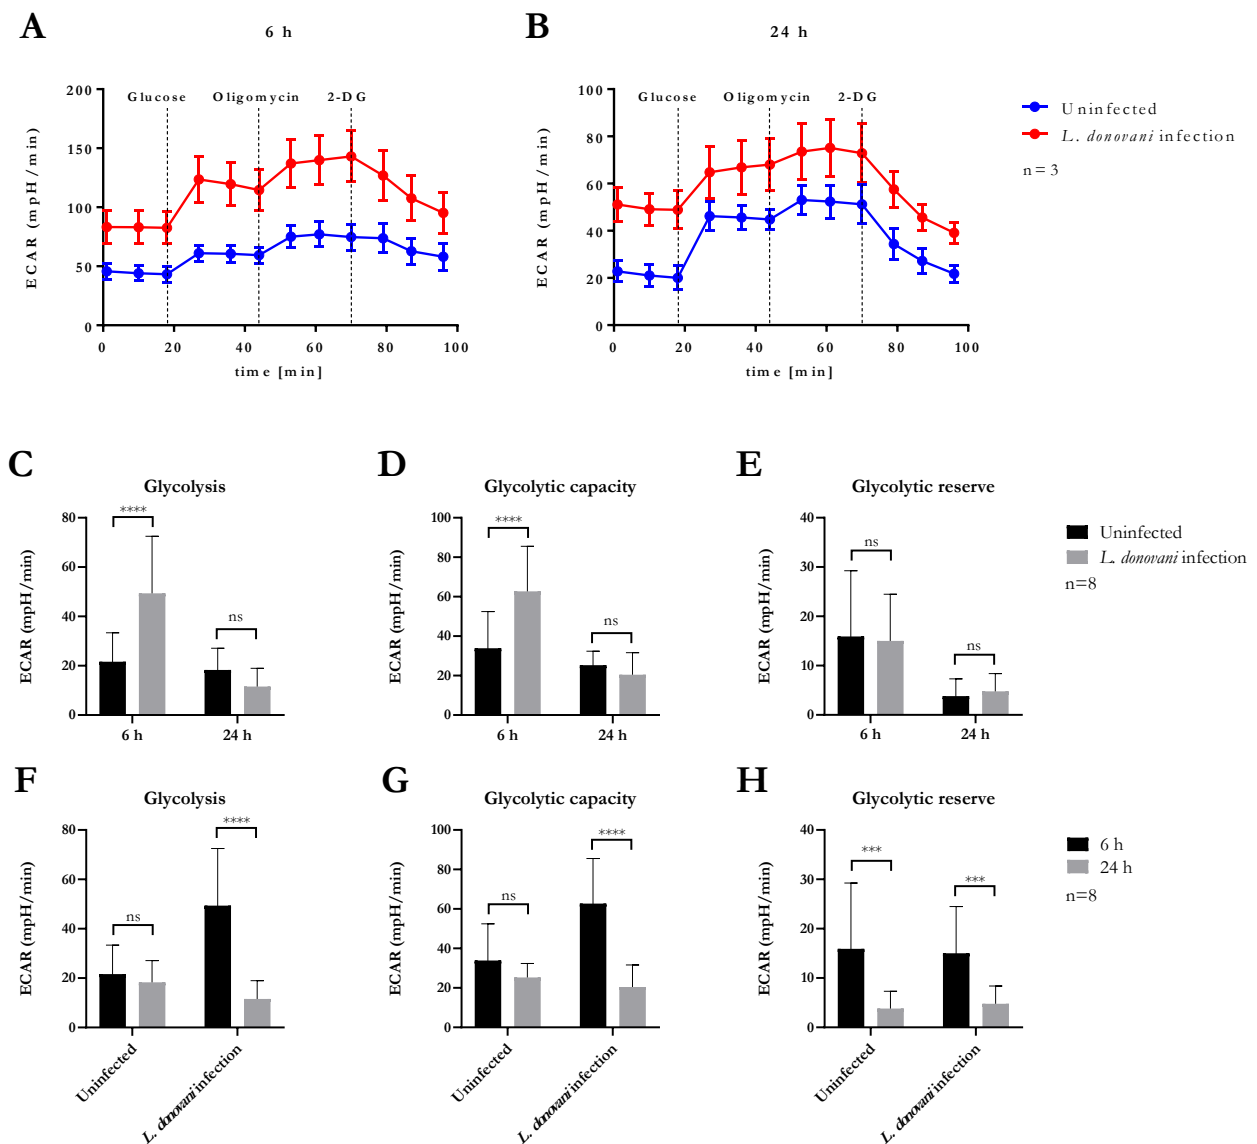 A
6 h
B
24 h
ECAR (mpH/min)
200
150
100
50
0
Glucose
Oligomycin
2-DG
0
20
40
60
80
100
time [min]
ECAR (mpH/min)
100
80
60
40
20
0
Glucose
Oligomycin
2-DG
0
20
40
60
80
100
time [min]
Uninfected
L. donovani infection
n=3
C
Glycolysis
ECAR (mpH/min)
80
60
40
20
0
****
ns
6 h
24 h
D
Glycolytic capacity
ECAR (mpH/min)
100
80
60
40
20
0
****
ns
6 h
24 h
E
Glycolytic reserve
ECAR (mpH/min)
40
30
20
10
0
ns
ns
6 h
24 h
Uninfected
L. donovani infection
n=8
F
Glycolysis
ECAR (mpH/min)
80
60
40
20
0
ns
****
Uninfected
L. donovani infection
G
Glycolytic capacity
ECAR (mpH/min)
100
80
60
40
20
0
ns
****
Uninfected
L. donovani infection
H
Glycolytic reserve
ECAR (mpH/min)
40
30
20
10
0
***
***
Uninfected
L. donovani infection
6 h
24 h
n=8